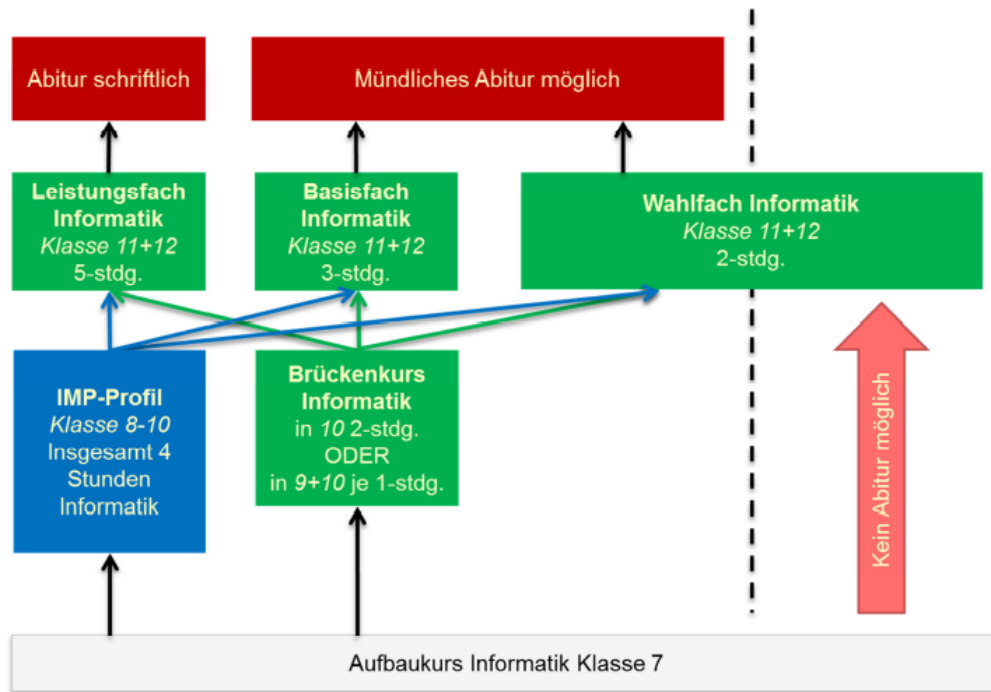 Abitur schriftlich
Mündliches Abitur möglich
Leistungsfach
Informatik
Klasse 11+12
5-stdg.
Basisfach
Informatik
Klasse 11+12
3-stdg.
Wahlfach Informatik
Klasse 11+12
2-stdg.
IMP-Profil
Klasse 8-10
Insgesamt 4
Stunden
Informatik
Brückenkurs
Informatik
in 10 2-stdg.
ODER
in 9+10 je 1-stdg.
Kein Abitur möglich
Aufbaukurs Informatik Klasse 7